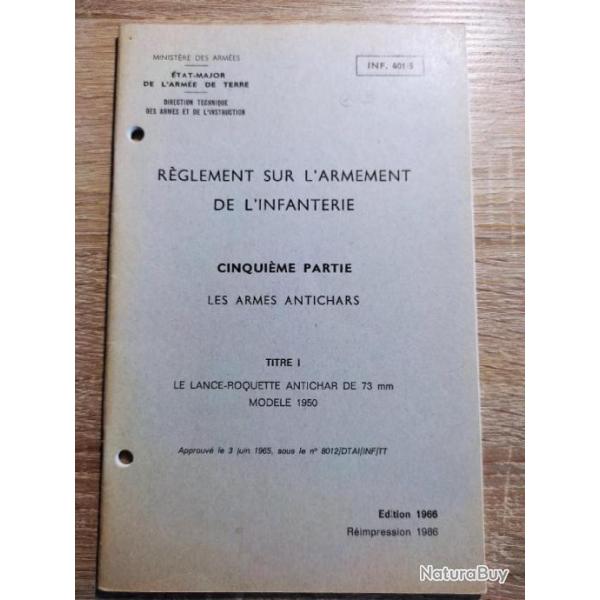 MINISTÈRE DES ARMÉES
ÉTAT-MAJOR
DE L'ARMÉE DE TERRE
DIRECTION TECHNIQUE
DES ARMES ET DE L'INSTRUCTION
INF. 401/5
RÈGLEMENT SUR L'ARMEMENT
DE L'INFANTERIE
CINQUIÈME PARTIE
LES ARMES ANTICHARS
TITRE I
LE LANCE-ROQUETTE ANTICHAR DE 73 mm
MODELE 1950
Approuvé le 3 juin 1965, sous le n° 8012/DTAI/INF/TT
Edition 1966
Réimpression 1986
NaturaBuy